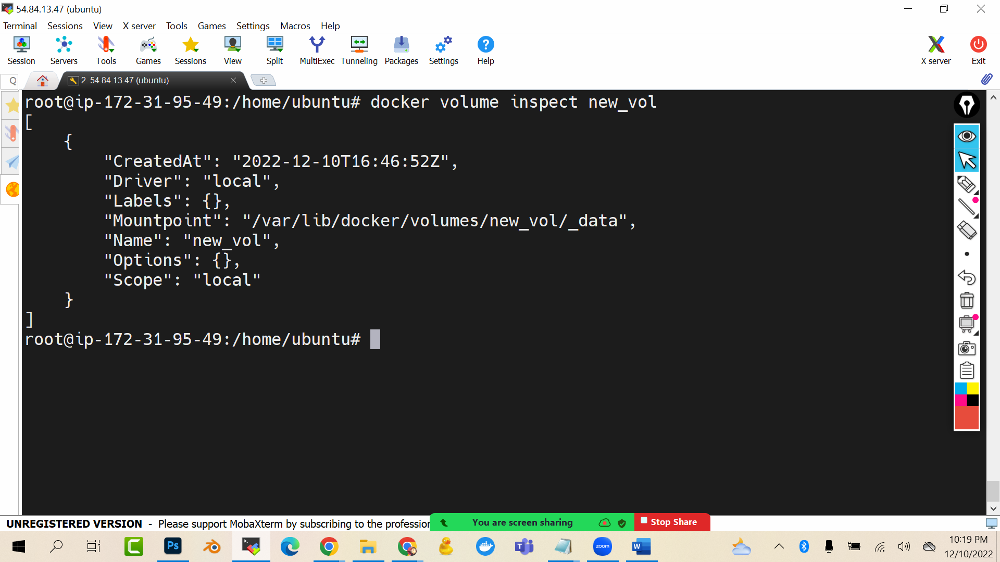 54.84.13.47 (ubuntu)
Terminal Sessions View X server Tools Games Settings Macros Help
Session Servers Tools Games Sessions View Split MultiExec Tunneling Packages Settings Help X server Exit
2. 54.84.13.47 (ubuntu)
root@ip-172-31-95-49:/home/ubuntu# docker volume inspect new_vol
[
    {
        "CreatedAt": "2022-12-10T16:46:52Z",
        "Driver": "local",
        "Labels": {},
        "Mountpoint": "/var/lib/docker/volumes/new_vol/_data",
        "Name": "new_vol",
        "Options": {},
        "Scope": "local"
    }
]
root@ip-172-31-95-49:/home/ubuntu#
UNREGISTERED VERSION - Please support MobaXterm by subscribing to the profession
You are screen sharing Stop Share
Ps zoom W
10:19 PM
12/10/2022